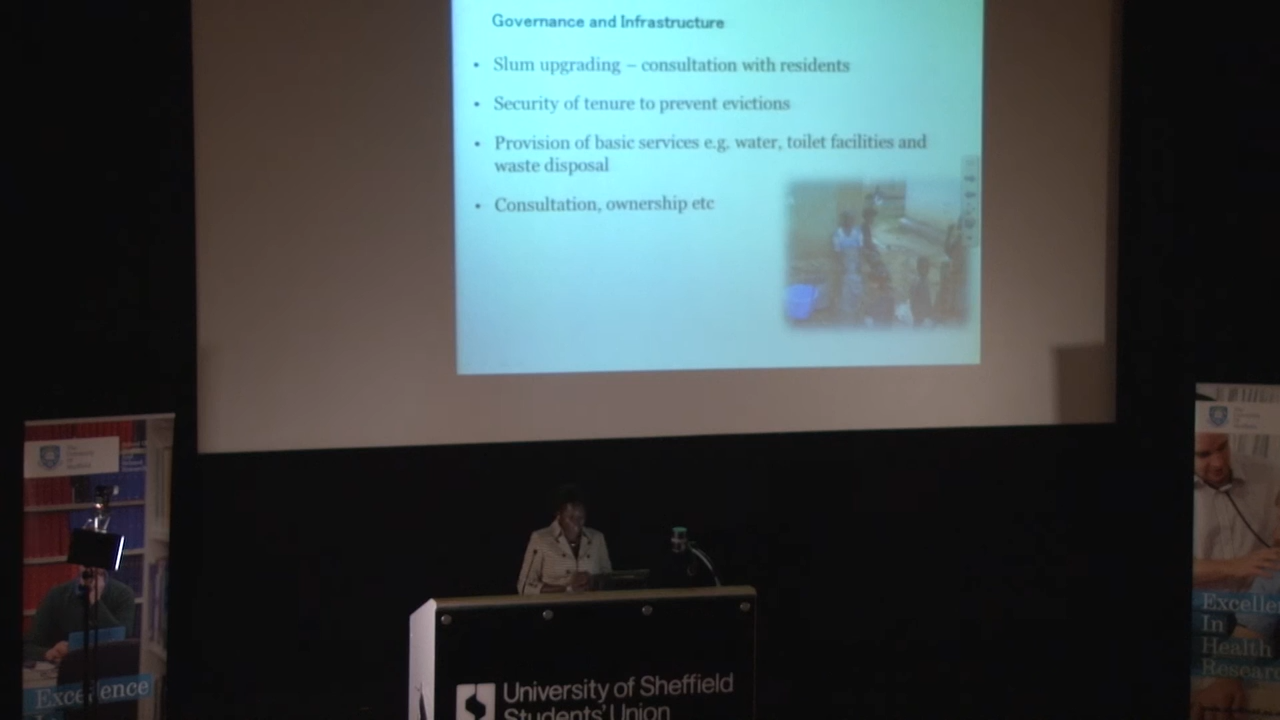 Governance and Infrastructure
• Slum upgrading – consultation with residents
• Security of tenure to prevent evictions
• Provision of basic services e.g. water, toilet facilities and
waste disposal
• Consultation, ownership etc
Excellence
University of Sheffield
Students' Union
In
Health